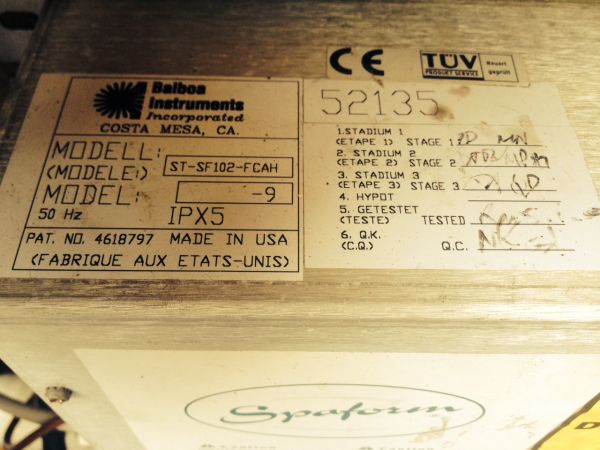 CE
TÜV
PRODUCT SERVICE
Bauart
geprüft
Balboa
Instruments
Incorporated
COSTA MESA, CA.
MODELL:
(MODELE:) ST-SF102-FCAH
MODEL: -9
50 Hz IPX5
PAT. NO. 4618797 MADE IN USA
(FABRIQUE AUX ETATS-UNIS)
52135
1.STADIUM 1
(ETAPE 1) STAGE 1
2. STADIUM 2
(ETAPE 2) STAGE 2
3. STADIUM 3
(ETAPE 3) STAGE 3
4. HYPOT
5. GETESTET
(TESTE) TESTED
6. Q.K.
(C.Q.) Q.C.
Spaform
D